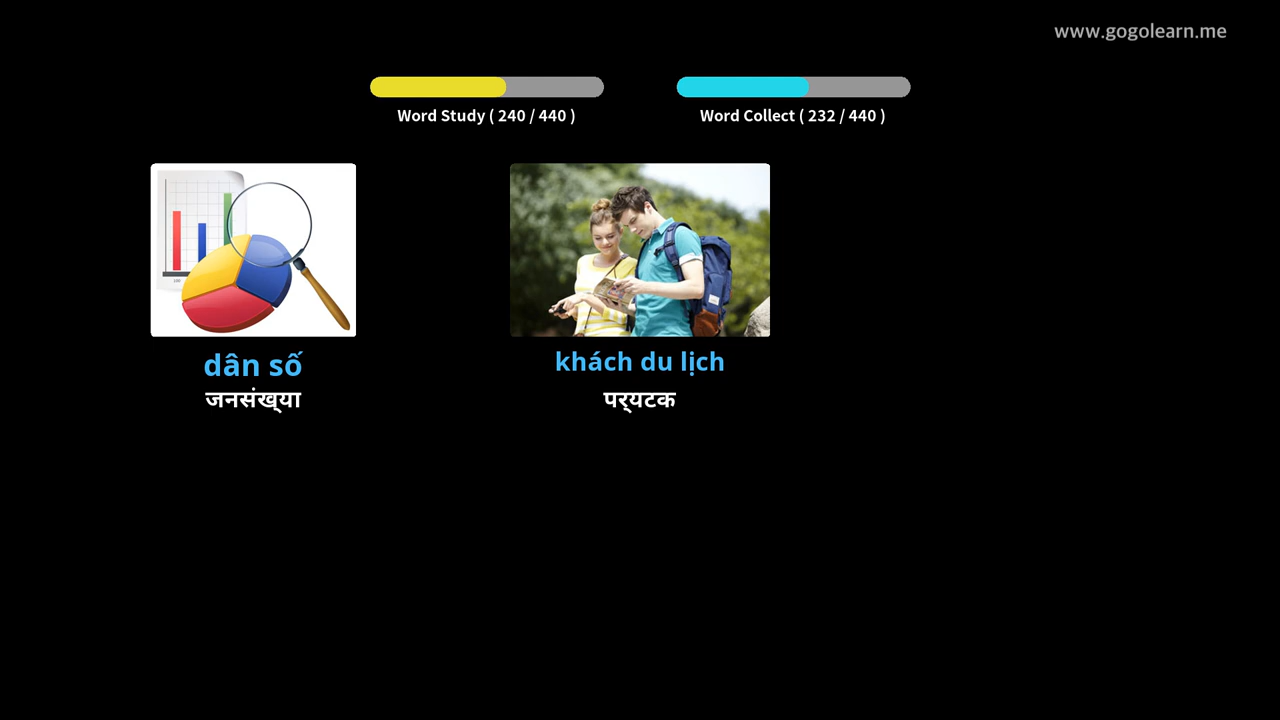 www.gogolearn.me
Word Study ( 240 / 440 )
Word Collect ( 232 / 440 )
dân số
जनसंख्या
khách du lịch
पर्यटक